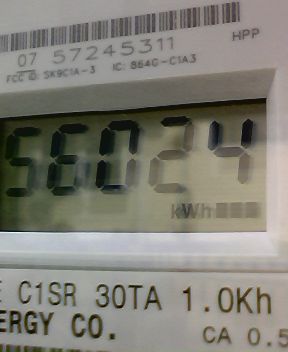 07 57245311
HPP
FCC ID: SK9C1A-3 IC: 864G-C1A3
56024
kWh
C1SR 30TA 1.0Kh
ERGY CO.
CA 0.5